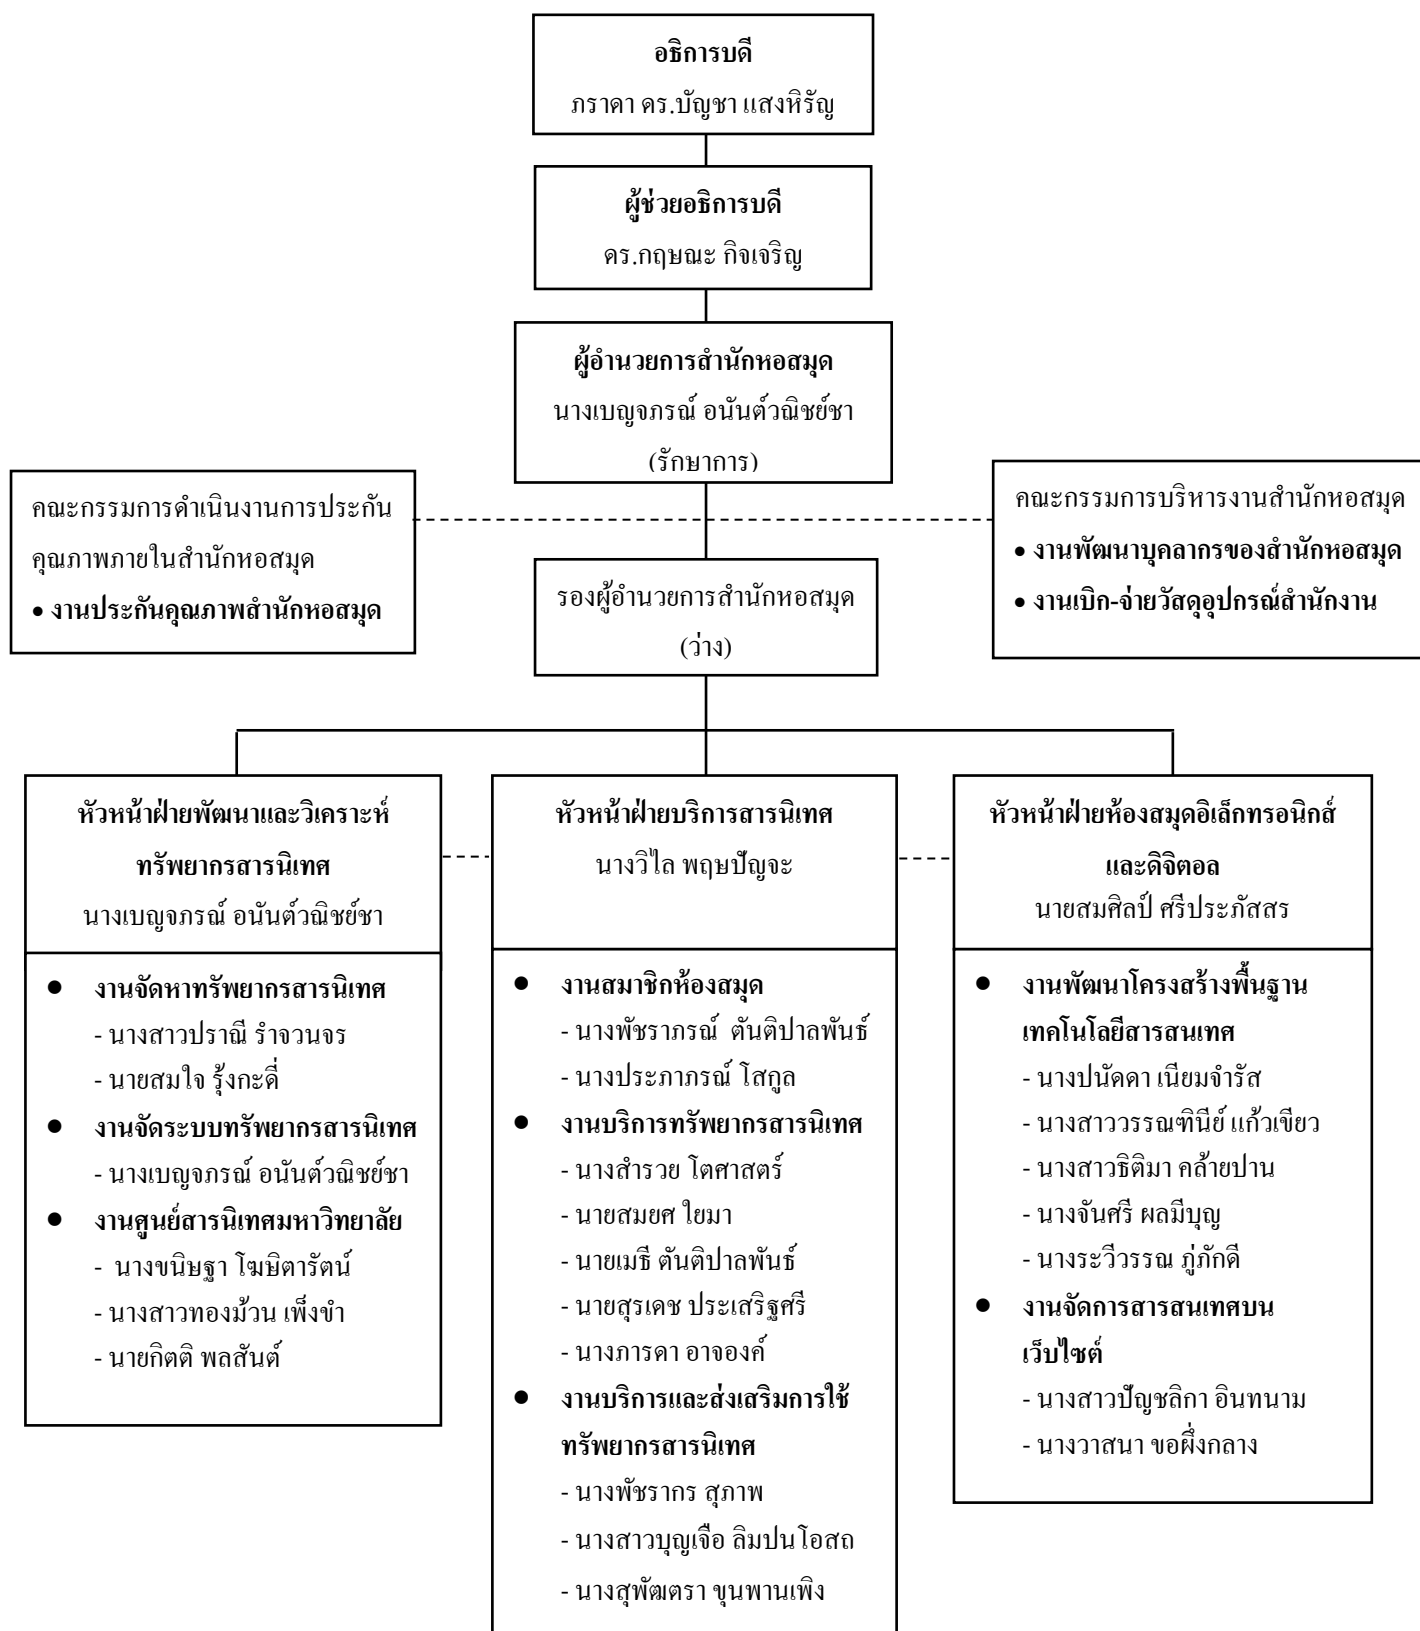 อธิการบดี
ภราดา ดร.บัญชา แสงหิรัญ
ผู้ช่วยอธิการบดี
ดร.กฤษณะ กิจเจริญ
ผู้อำนวยการสำนักหอสมุด
นางเบญจภรณ์ อนันต์วณิชย์ชา
(รักษาการ)
คณะกรรมการดำเนินงานการประกัน
คุณภาพภายในสำนักหอสมุด
• งานประกันคุณภาพสำนักหอสมุด
คณะกรรมการบริหารงานสำนักหอสมุด
• งานพัฒนาบุคลากรของสำนักหอสมุด
• งานเบิก-จ่ายวัสดุอุปกรณ์สำนักงาน
รองผู้อำนวยการสำนักหอสมุด
(ว่าง)
หัวหน้าฝ่ายพัฒนาและวิเคราะห์
ทรัพยากรสารนิเทศ
นางเบญจภรณ์ อนันต์วณิชย์ชา
● งานจัดหาทรัพยากรสารนิเทศ
- นางสาวปราณี รำจวนจร
- นายสมใจ รุ้งกะดี่
● งานจัดระบบทรัพยากรสารนิเทศ
- นางเบญจภรณ์ อนันต์วณิชย์ชา
● งานศูนย์สารนิเทศมหาวิทยาลัย
- นางขนิษฐา โฆษิตารัตน์
- นางสาวทองม้วน เพ็งขำ
- นายกิตติ พลสันต์
หัวหน้าฝ่ายบริการสารนิเทศ
นางวิไล พฤษปัญจะ
● งานสมาชิกห้องสมุด
- นางพัชราภรณ์ ตันติปาลพันธ์
- นางประภาภรณ์ โสกูล
● งานบริการทรัพยากรสารนิเทศ
- นางสำรวย โตศาสตร์
- นายสมยศ ใยมา
- นายเมธี ตันติปาลพันธ์
- นายสุรเดช ประเสริฐศรี
- นางภารดา อาจองค์
● งานบริการและส่งเสริมการใช้
ทรัพยากรสารนิเทศ
- นางพัชรากร สุภาพ
- นางสาวบุญเจือ ลิมปนโอสถ
- นางสุพัฒตรา ขุนพานเพิง
หัวหน้าฝ่ายห้องสมุดอิเล็กทรอนิกส์
และดิจิตอล
นายสมศิลป์ ศรีประภัสสร
● งานพัฒนาโครงสร้างพื้นฐาน
เทคโนโลยีสารสนเทศ
- นางปนัดดา เนียมจำรัส
- นางสาววรรณฑินีย์ แก้วเขียว
- นางสาวธิติมา คล้ายปาน
- นางจันศรี ผลมีบุญ
- นางระวีวรรณ ภู่ภักดี
● งานจัดการสารสนเทศบน
เว็บไซต์
- นางสาวปัญชลิกา อินทนาม
- นางวาสนา ขอผึ่งกลาง